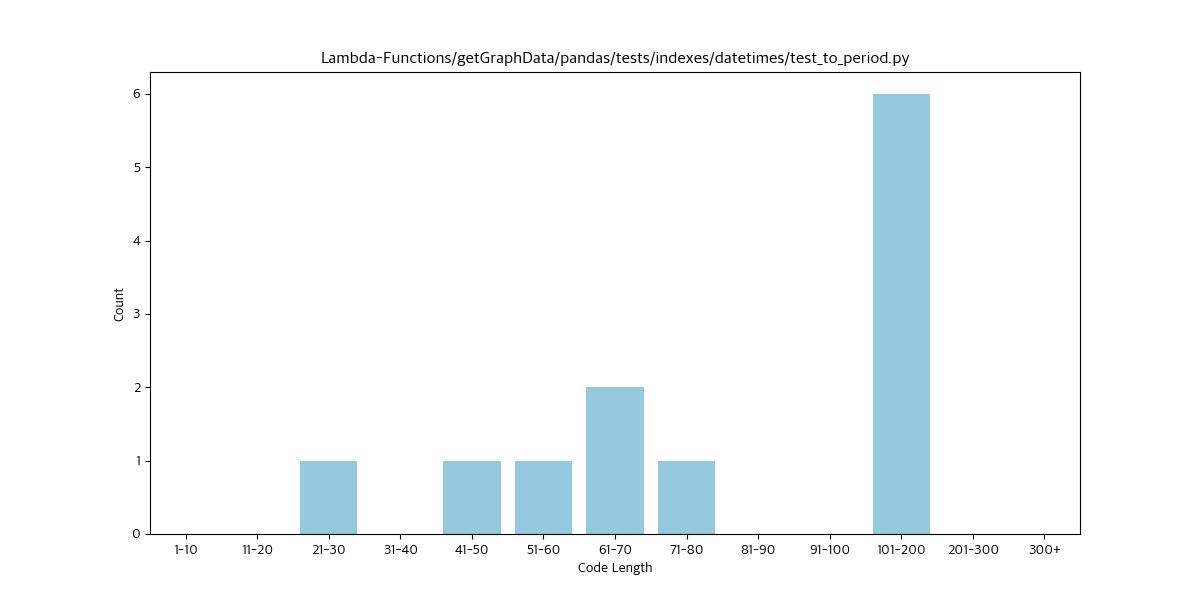 Lambda-Functions/getGraphData/pandas/tests/indexes/datetimes/test_to_period.py
6
5
4
3
2
1
0
Count
1-10 11-20 21-30 31-40 41-50 51-60 61-70 71-80 81-90 91-100 101-200 201-300 300+
Code Length